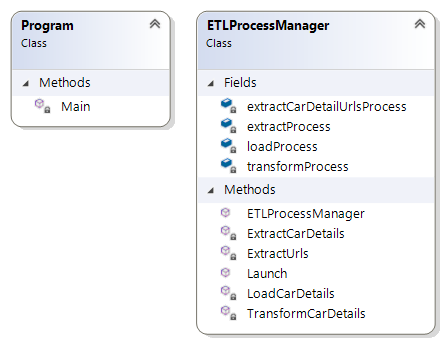 Program
Class
Methods
Main
ETLProcessManager
Class
Fields
extractCarDetailUrlsProcess
extractProcess
loadProcess
transformProcess
Methods
ETLProcessManager
ExtractCarDetails
ExtractUrls
Launch
LoadCarDetails
TransformCarDetails